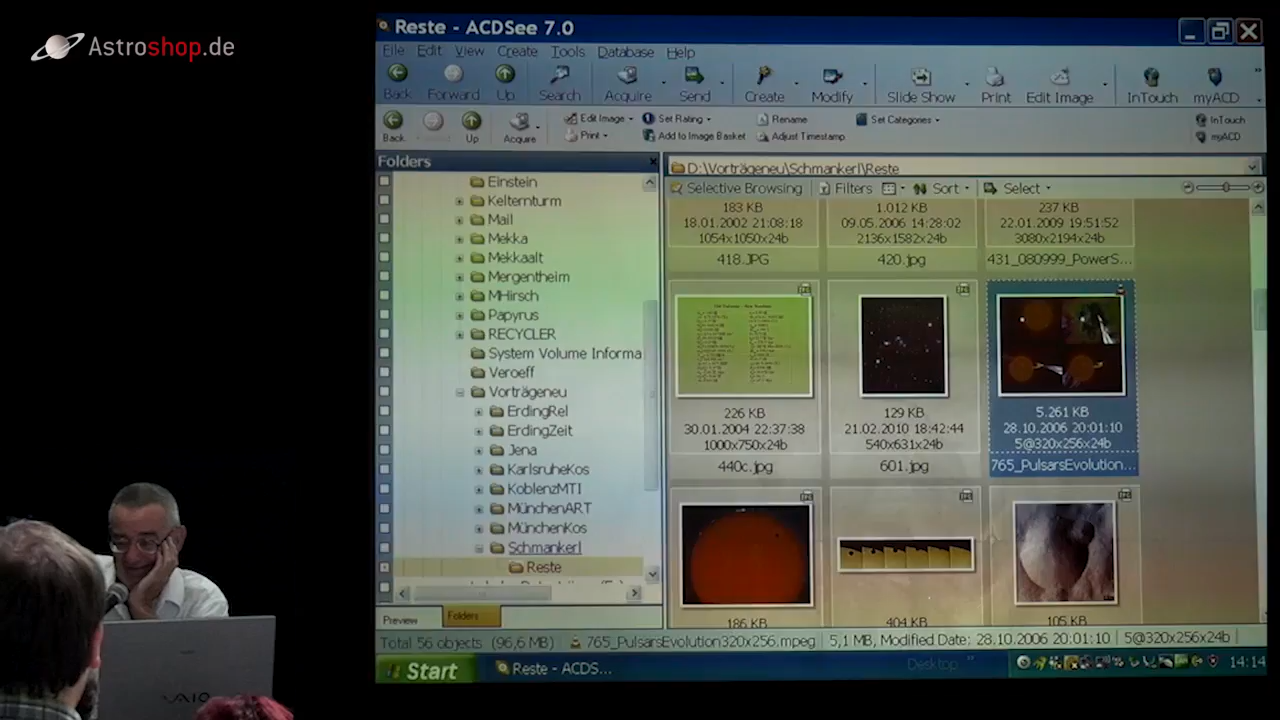 Astroshop.de
Reste - ACDSee 7.0
File Edit View Create Tools Database Help
Back Forward Up Search Acquire Send Create Modify Slide Show Print Edit Image InTouch myACD
Back Up Acquire
Edit Image Set Rating Rename Set Categories InTouch
Print Add to Image Basket Adjust Timestamp myACD
Folders
D:\Vorträgeneu\Schmankerl\Reste
Selective Browsing Filters Sort Select
Einstein
Kelternturm
Mail
Mekka
Mekkaalt
Mergentheim
MHirsch
Papyrus
RECYCLER
System Volume Informa
Veroeff
Vorträgeneu
ErdingRel
ErdingZeit
Jena
KarlsruheKos
KoblenzMTI
MünchenART
MünchenKos
Schmankerl
Reste
Preview Folders
183 KB
18.01.2002 21:08:18
1054x1050x24b
418.JPG
1.012 KB
09.05.2006 14:28:02
2136x1582x24b
420.jpg
237 KB
22.01.2009 19:51:52
3080x2194x24b
431_080999_PowerS...
226 KB
30.01.2004 22:37:38
1000x750x24b
440c.jpg
129 KB
21.02.2010 18:42:44
540x631x24b
601.jpg
5.261 KB
28.10.2006 20:01:10
5@320x256x24b
765_PulsarsEvolution...
186 KB
404 KB
105 KB
Total 56 objects (96,6 MB) 765_PulsarsEvolution320x256.mpeg 5,1 MB, Modified Date: 28.10.2006 20:01:10 5@320x256x24b
Start Reste - ACDS... Desktop 14:14
VAIO